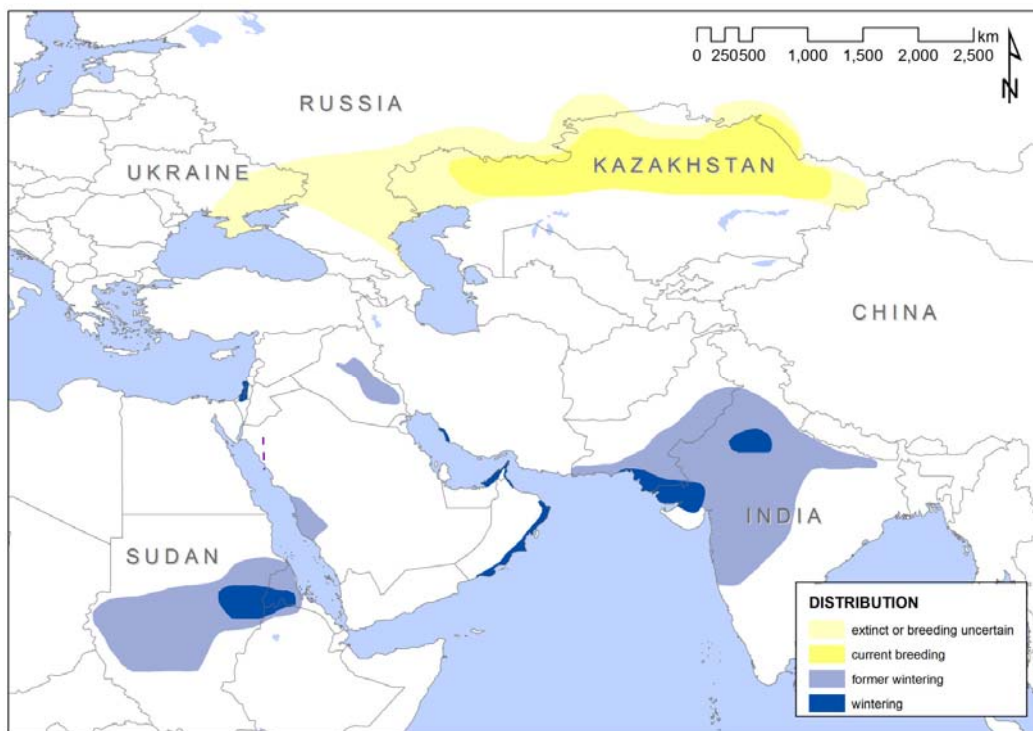 km
0 250500 1,000 1,500 2,000 2,500
N
RUSSIA
UKRAINE
KAZAKHSTAN
CHINA
INDIA
SUDAN
DISTRIBUTION
extinct or breeding uncertain
current breeding
former wintering
wintering